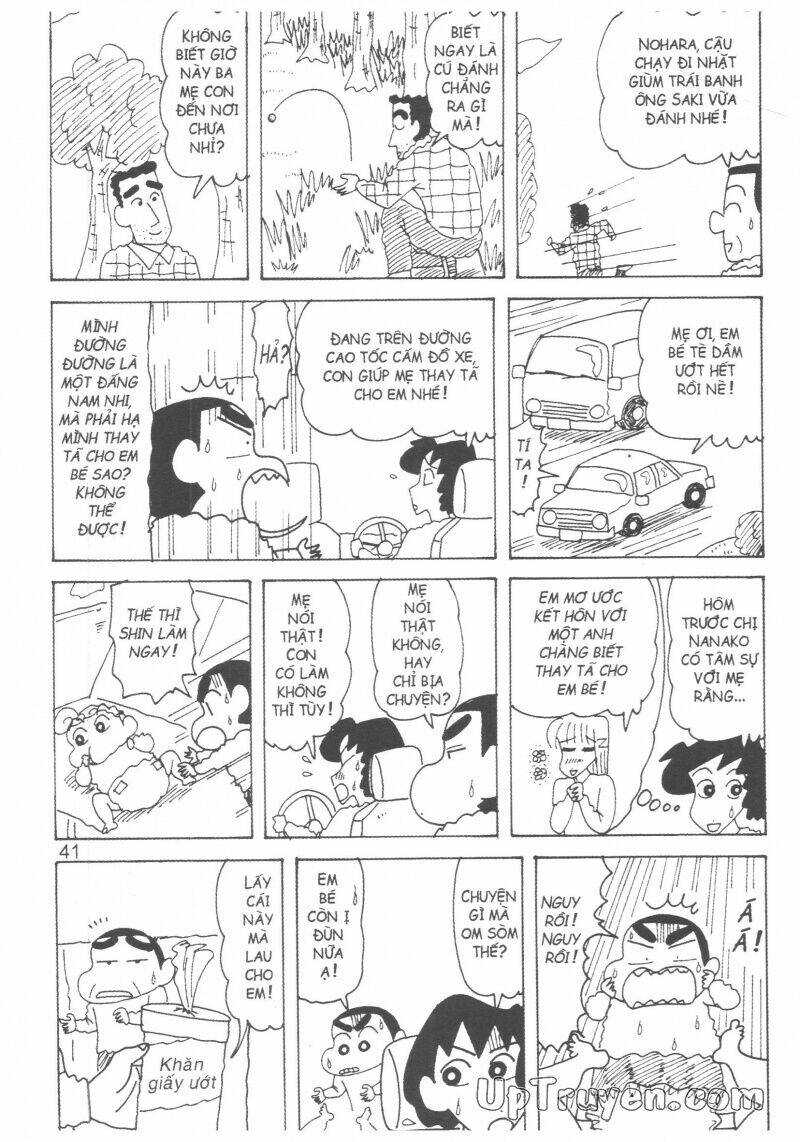 NOHARA, CẬU
CHẠY ĐI NHẶT
GIÙM TRÁI BANH
ÔNG SAKI VỪA
ĐÁNH NHÉ!
BIẾT
NGAY LÀ
CÚ ĐÁNH
CHẲNG
RA GÌ
MÀ!
KHÔNG
BIẾT GIỜ
NÀY BA
MẸ CON
ĐẾN NƠI
CHƯA
NHỈ?
MẸ ƠI, EM
BÉ TÈ DẦM
ƯỚT HẾT
RỒI NÈ!
TÍ
TA!
ĐANG TRÊN ĐƯỜNG
CAO TỐC CẤM ĐỖ XE,
CON GIÚP MẸ THAY TÃ
CHO EM NHÉ!
HẢ?
MÌNH
ĐƯỜNG
ĐƯỜNG LÀ
MỘT ĐẤNG
NAM NHI,
MÀ PHẢI HẠ
MÌNH THAY
TÃ CHO EM
BÉ SAO?
KHÔNG
THỂ
ĐƯỢC!
HÔM
TRƯỚC CHỊ
NANAKO
CÓ TÂM SỰ
VỚI MẸ
RẰNG...
EM MƠ ƯỚC
KẾT HÔN VỚI
MỘT ANH
CHÀNG BIẾT
THAY TÃ CHO
EM BÉ!
MẸ
NÓI
THẬT
KHÔNG,
HAY
CHỈ BỊA
CHUYỆN?
MẸ
NÓI
THẬT!
CON
CÓ LÀM
KHÔNG
THÌ TÙY!
THẾ THÌ
SHIN LÀM
NGAY!
41
Á
Á!
NGUY
RỒI!
NGUY
RỒI!
CHUYỆN
GÌ MÀ
OM SÒM
THẾ?
EM
BÉ
CÒN Ị
ĐÙN
NỮA
Ạ!
LẤY
CÁI
NÀY
MÀ
LAU
CHO
EM!
Khăn
giấy ướt
UpTruyen.com